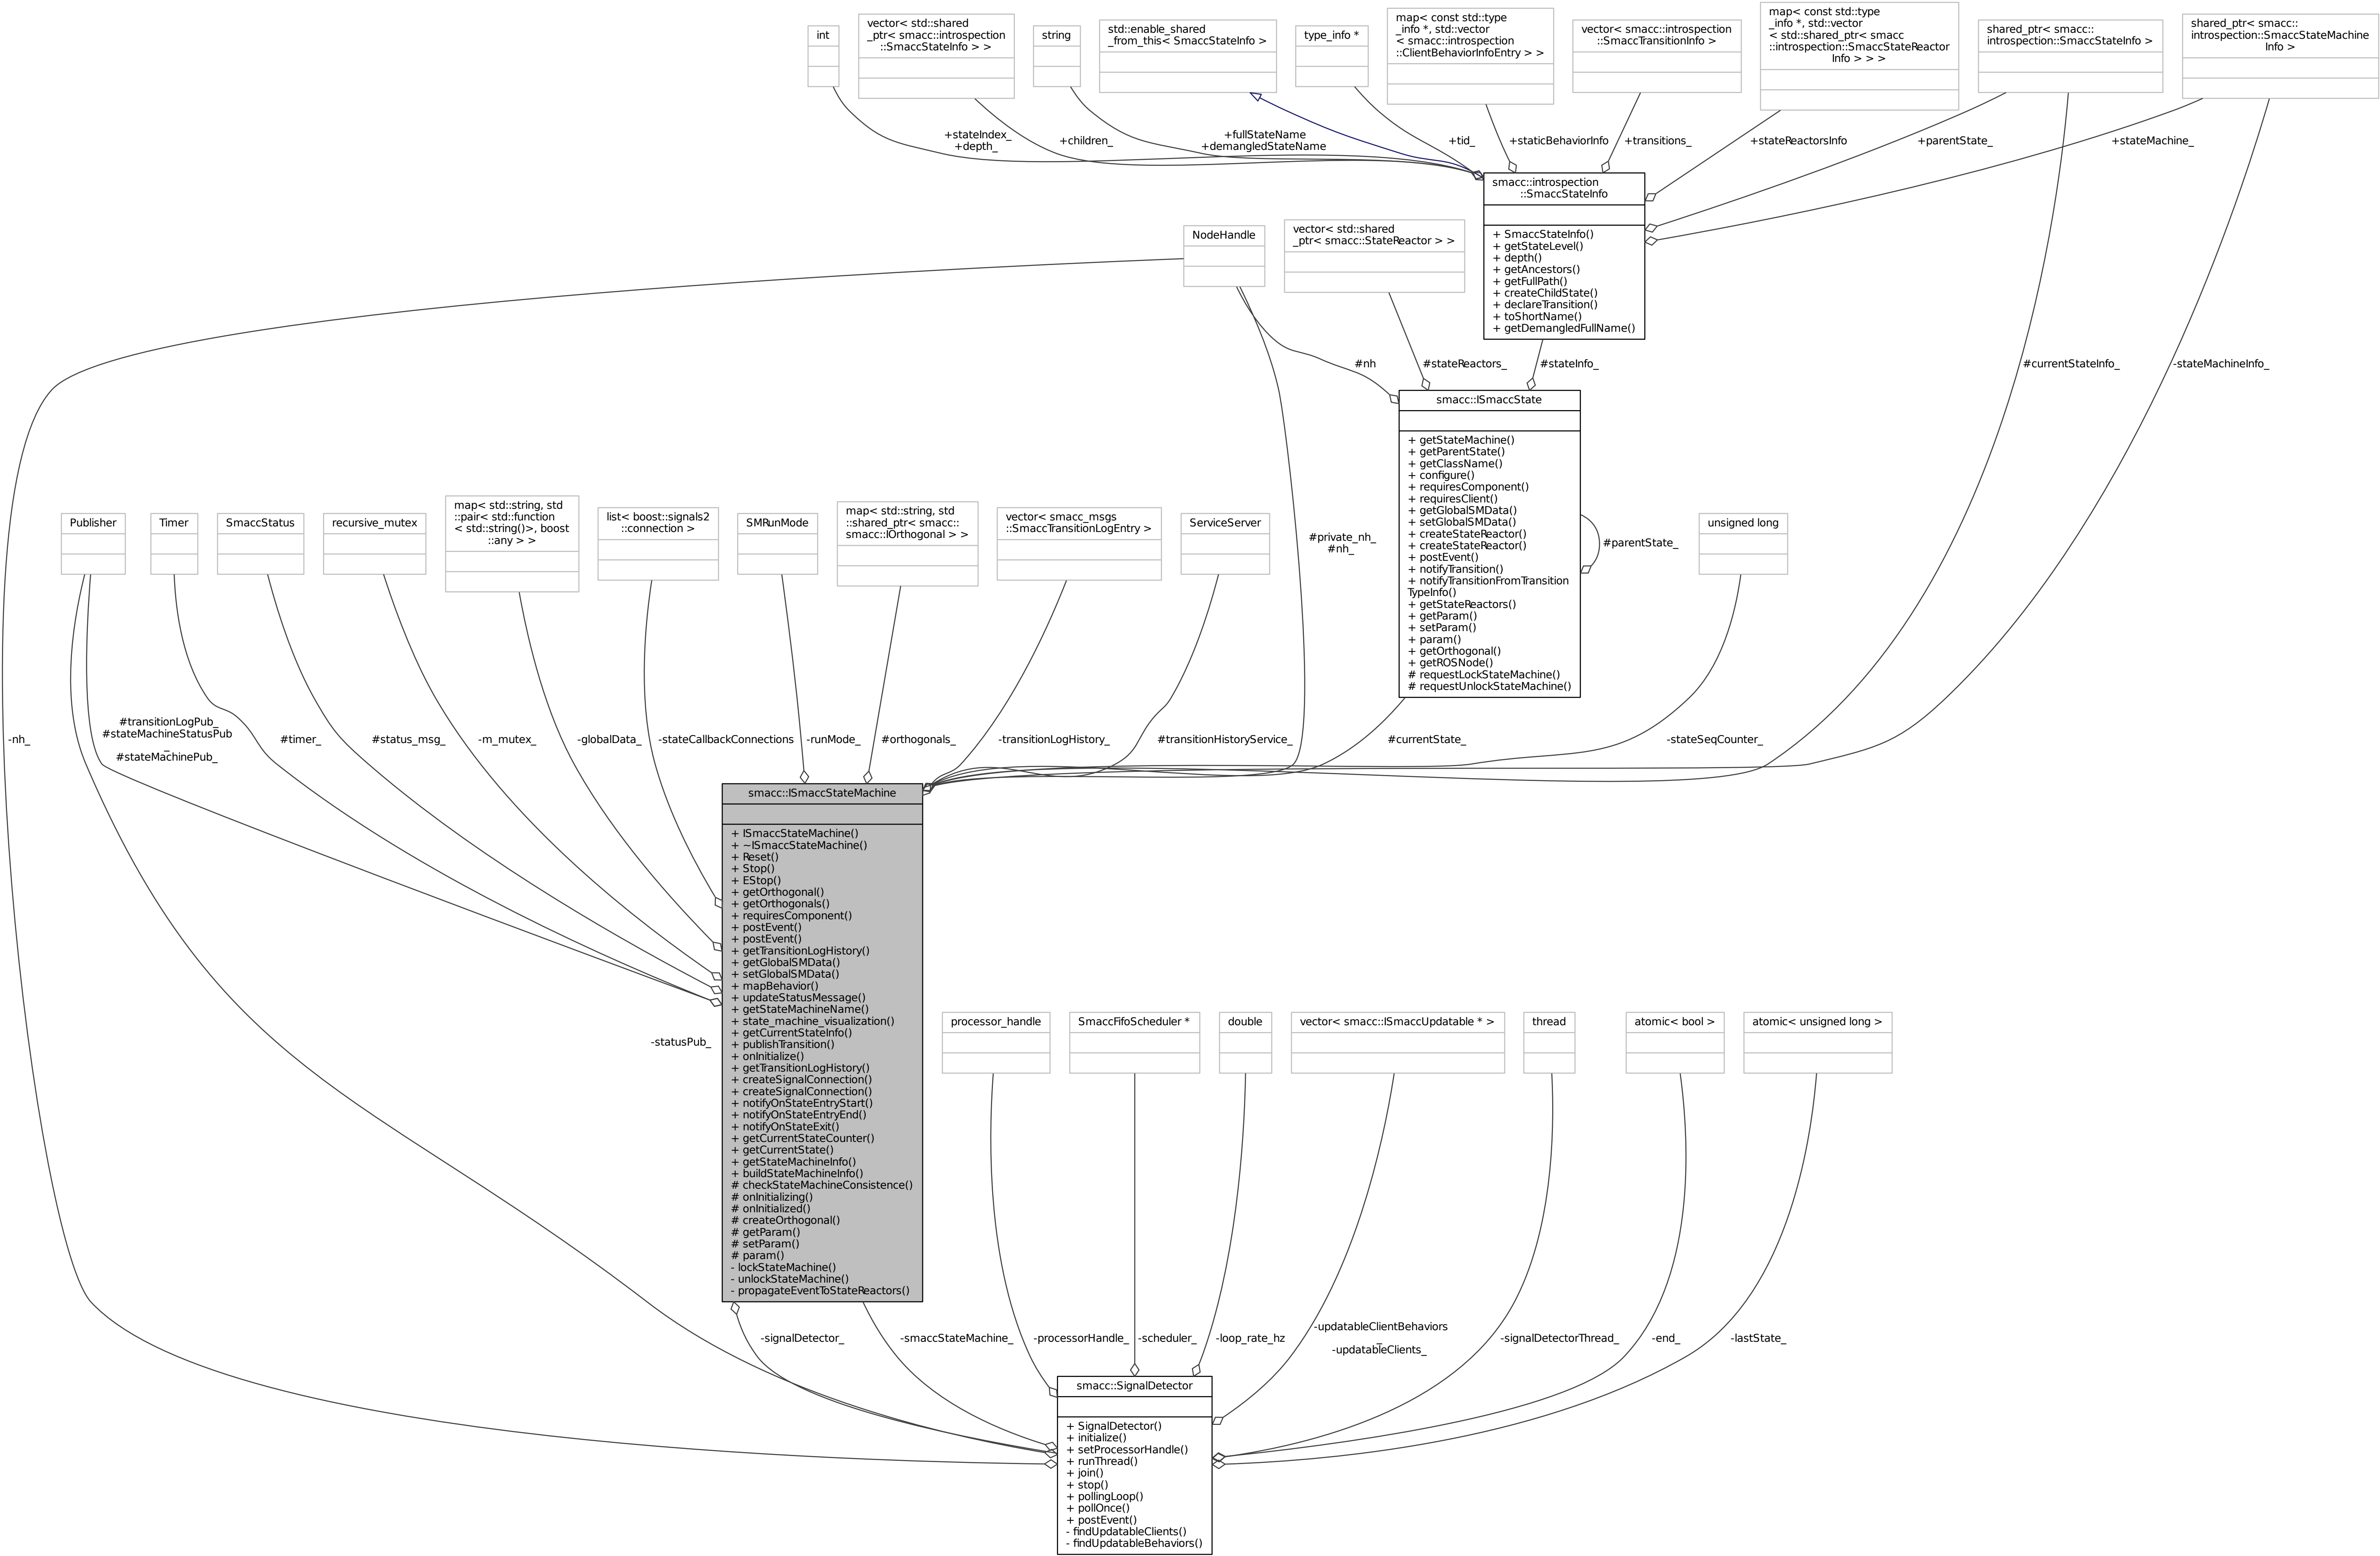 int
vector< std::shared
_ptr< smacc::introspection
::SmaccStateInfo > >
string
std::enable_shared
_from_this< SmaccStateInfo >
type_info *
map< const std::type
_info *, std::vector
< smacc::introspection
::ClientBehaviorInfoEntry > >
vector< smacc::introspection
::SmaccTransitionInfo >
map< const std::type
_info *, std::vector
< std::shared_ptr< smacc
::introspection::SmaccStateReactor
Info > > >
shared_ptr< smacc::
introspection::SmaccStateInfo >
shared_ptr< smacc::
introspection::SmaccStateMachine
Info >
+stateIndex_
+depth_
+children_
+fullStateName
+demangledStateName
+tid_
+staticBehaviorInfo
+transitions_
+stateReactorsInfo
+parentState_
+stateMachine_
smacc::introspection
::SmaccStateInfo
+ SmaccStateInfo()
+ getStateLevel()
+ depth()
+ getAncestors()
+ getFullPath()
+ createChildState()
+ declareTransition()
+ toShortName()
+ getDemangledFullName()
NodeHandle
vector< std::shared
_ptr< smacc::StateReactor > >
#nh
#stateReactors_
#stateInfo_
#currentStateInfo_
-stateMachineInfo_
smacc::ISmaccState
+ getStateMachine()
+ getParentState()
+ getClassName()
+ configure()
+ requiresComponent()
+ requiresClient()
+ getGlobalSMData()
+ setGlobalSMData()
+ createStateReactor()
+ createStateReactor()
+ postEvent()
+ notifyTransition()
+ notifyTransitionFromTransition
TypeInfo()
+ getStateReactors()
+ getParam()
+ setParam()
+ param()
+ getOrthogonal()
+ getROSNode()
# requestLockStateMachine()
# requestUnlockStateMachine()
#parentState_
Publisher
Timer
SmaccStatus
recursive_mutex
map< std::string, std
::pair< std::function
< std::string()>, boost
::any > >
list< boost::signals2
::connection >
SMRunMode
map< std::string, std
::shared_ptr< smacc::
smacc::IOrthogonal > >
vector< smacc_msgs
::SmaccTransitionLogEntry >
ServiceServer
#private_nh_
#nh_
unsigned long
-nh_
#transitionLogPub_
#stateMachineStatusPub
_
#stateMachinePub_
#timer_
#status_msg_
-m_mutex_
-globalData_
-stateCallbackConnections
-runMode_
#orthogonals_
-transitionLogHistory_
#transitionHistoryService_
#currentState_
-stateSeqCounter_
smacc::ISmaccStateMachine
+ ISmaccStateMachine()
+ ~ISmaccStateMachine()
+ Reset()
+ Stop()
+ EStop()
+ getOrthogonal()
+ getOrthogonals()
+ requiresComponent()
+ postEvent()
+ postEvent()
+ getTransitionLogHistory()
+ getGlobalSMData()
+ setGlobalSMData()
+ mapBehavior()
+ updateStatusMessage()
+ getStateMachineName()
+ state_machine_visualization()
+ getCurrentStateInfo()
+ publishTransition()
+ onInitialize()
+ getTransitionLogHistory()
+ createSignalConnection()
+ createSignalConnection()
+ notifyOnStateEntryStart()
+ notifyOnStateEntryEnd()
+ notifyOnStateExit()
+ getCurrentStateCounter()
+ getCurrentState()
+ getStateMachineInfo()
+ buildStateMachineInfo()
# checkStateMachineConsistence()
# onInitializing()
# onInitialized()
# createOrthogonal()
# getParam()
# setParam()
# param()
- lockStateMachine()
- unlockStateMachine()
- propagateEventToStateReactors()
-statusPub_
processor_handle
SmaccFifoScheduler *
double
vector< smacc::ISmaccUpdatable * >
thread
atomic< bool >
atomic< unsigned long >
-signalDetector_
-smaccStateMachine_
-processorHandle_
-scheduler_
-loop_rate_hz
-updatableClientBehaviors
_
-updatableClients_
-signalDetectorThread_
-end_
-lastState_
smacc::SignalDetector
+ SignalDetector()
+ initialize()
+ setProcessorHandle()
+ runThread()
+ join()
+ stop()
+ pollingLoop()
+ pollOnce()
+ postEvent()
- findUpdatableClients()
- findUpdatableBehaviors()